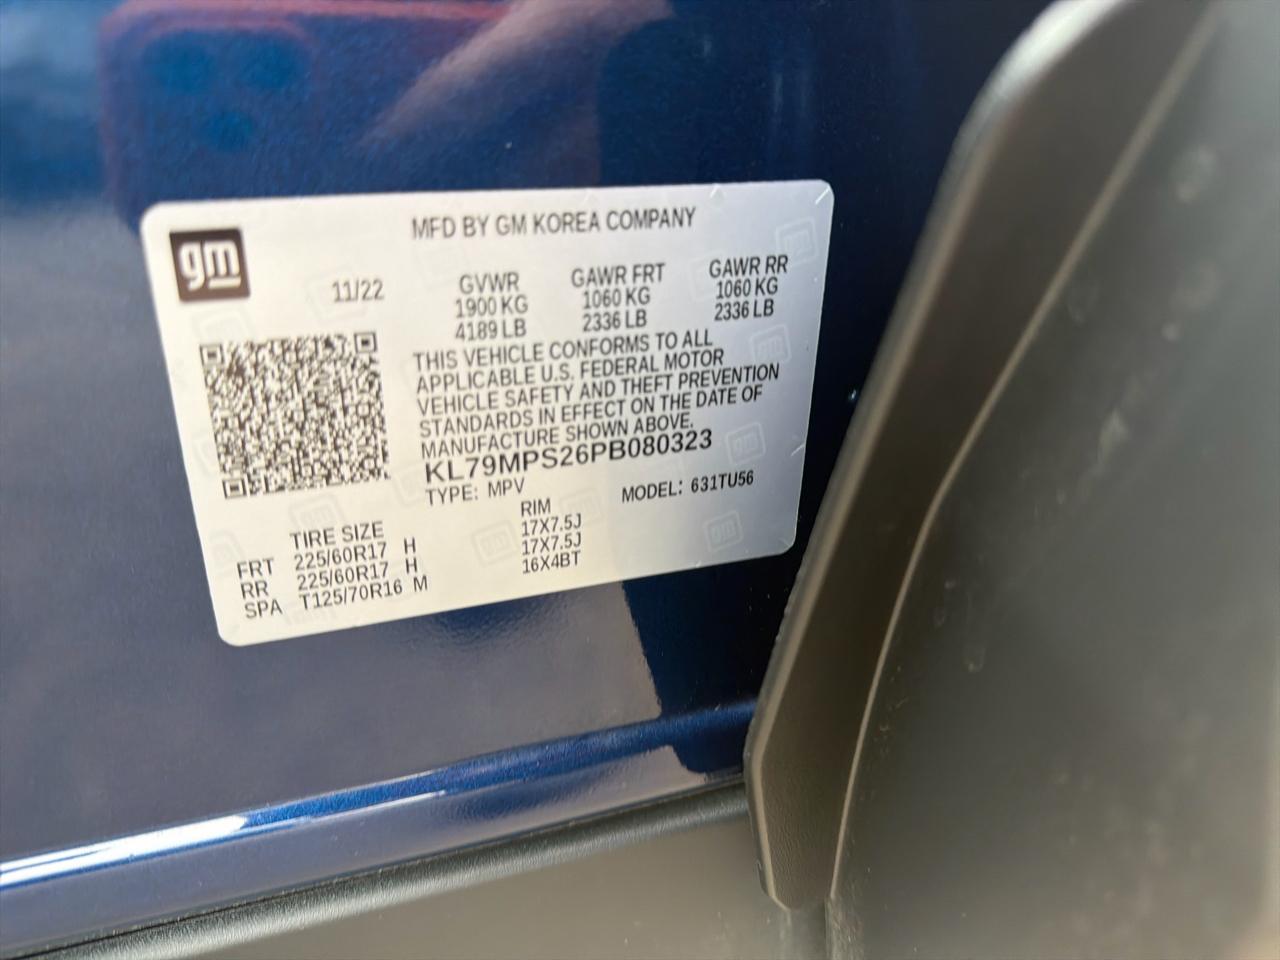 gm
MFD BY GM KOREA COMPANY
11/22 GVWR GAWR FRT GAWR RR
1900 KG 1060 KG 1060 KG
4189 LB 2336 LB 2336 LB
THIS VEHICLE CONFORMS TO ALL
APPLICABLE U.S. FEDERAL MOTOR
VEHICLE SAFETY AND THEFT PREVENTION
STANDARDS IN EFFECT ON THE DATE OF
MANUFACTURE SHOWN ABOVE.
KL79MPS26PB080323
TYPE: MPV MODEL: 631TU56
TIRE SIZE RIM
FRT 225/60R17 H 17X7.5J
RR 225/60R17 H 17X7.5J
SPA T125/70R16 M 16X4BT